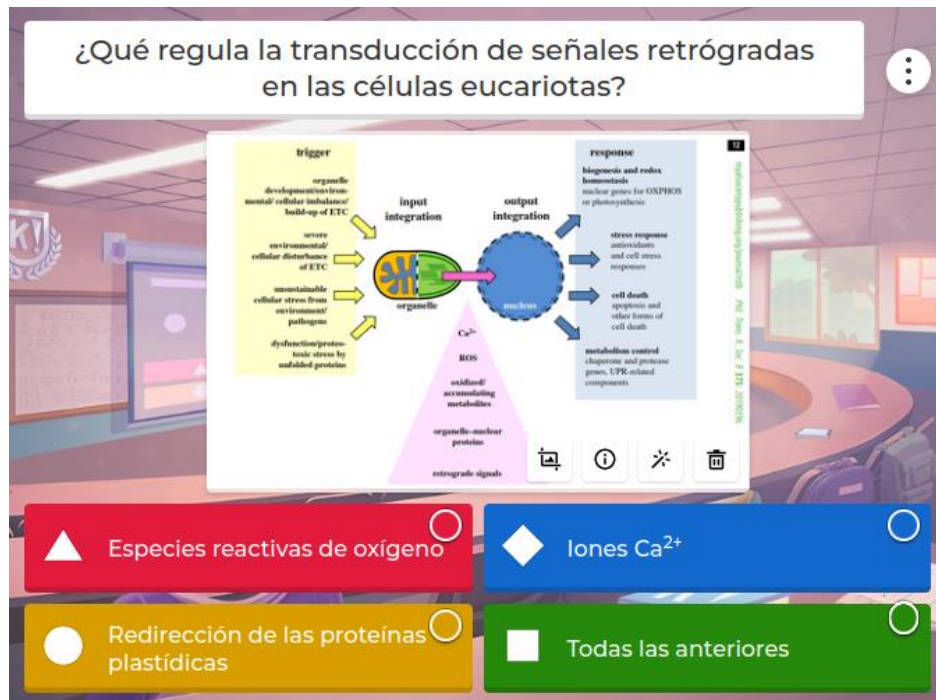 ¿Qué regula la transducción de señales retrógradas
en las células eucariotas?
trigger
organelle
development/environ-
mental/ cellular imbalance/
build-up of ETC
severe
environmental/
cellular disturbance
of ETC
unsustainable
cellular stress from
environment/
pathogens
dysfunction/proteo-
toxic stress by
unfolded proteins
input
integration
organelle
output
integration
nucleus
Ca2+
ROS
oxidized/
accumulating
metabolites
organelle–nuclear
proteins
retrograde signals
response
biogenesis and redox
homeostasis
nuclear genes for OXPHOS
or photosynthesis
stress response
antioxidants
and cell stress
responses
cell death
apoptosis and
other forms of
cell death
metabolism control
chaperone and protease
genes, UPR-related
components
12
K!
Especies reactivas de oxígeno
Iones Ca²⁺
Redirección de las proteínas
plastídicas
Todas las anteriores